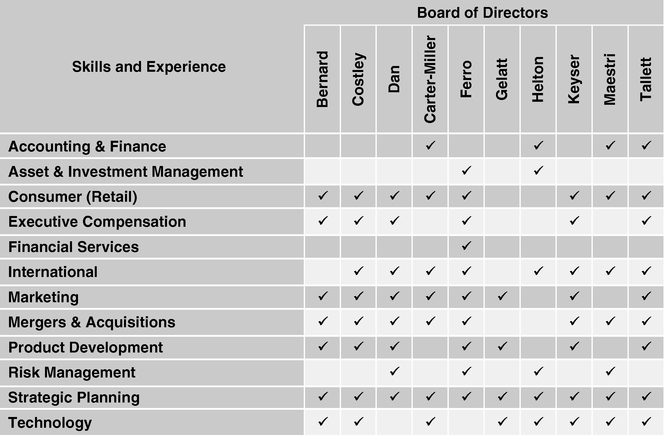 Board of Directors
Skills and Experience
Bernard Costley Dan Carter-Miller Ferro Gelatt Helton Keyser Maestri Tallett
Accounting & Finance ✓ ✓ ✓ ✓
Asset & Investment Management ✓ ✓
Consumer (Retail) ✓ ✓ ✓ ✓ ✓ ✓ ✓ ✓
Executive Compensation ✓ ✓ ✓ ✓ ✓ ✓
Financial Services ✓
International ✓ ✓ ✓ ✓ ✓ ✓ ✓ ✓
Marketing ✓ ✓ ✓ ✓ ✓ ✓ ✓ ✓
Mergers & Acquisitions ✓ ✓ ✓ ✓ ✓ ✓ ✓ ✓
Product Development ✓ ✓ ✓ ✓ ✓ ✓ ✓
Risk Management ✓ ✓ ✓ ✓
Strategic Planning ✓ ✓ ✓ ✓ ✓ ✓ ✓ ✓ ✓ ✓
Technology ✓ ✓ ✓ ✓ ✓ ✓ ✓ ✓